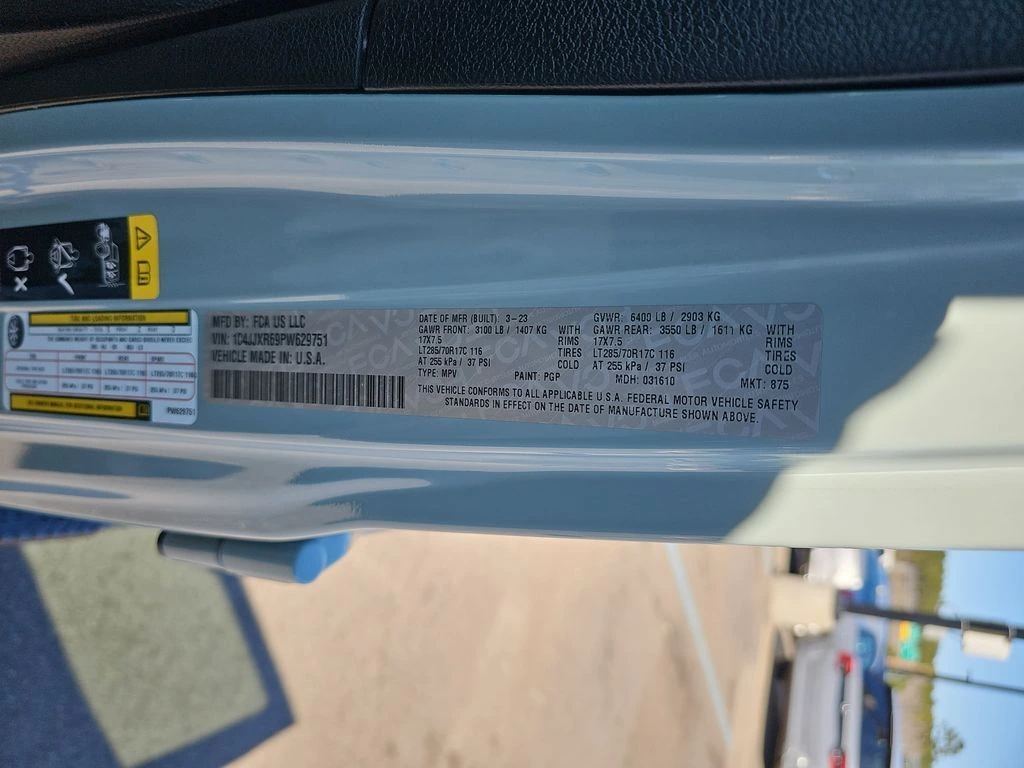 TIRE AND LOADING INFORMATION
PW629751
MFD BY: FCA US LLC
VIN: 1C4JJXR69PW629751
VEHICLE MADE IN: U.S.A.
DATE OF MFR (BUILT): 3-23 GVWR: 6400 LB / 2903 KG
GAWR FRONT: 3100 LB / 1407 KG WITH GAWR REAR: 3550 LB / 1611 KG WITH
17X7.5 RIMS 17X7.5 RIMS
LT285/70R17C 116 TIRES LT285/70R17C 116 TIRES
AT 255 kPa / 37 PSI COLD AT 255 kPa / 37 PSI COLD
TYPE: MPV PAINT: PGP MDH: 031610 MKT: 875
THIS VEHICLE CONFORMS TO ALL APPLICABLE U.S.A. FEDERAL MOTOR VEHICLE SAFETY
STANDARDS IN EFFECT ON THE DATE OF MANUFACTURE SHOWN ABOVE.